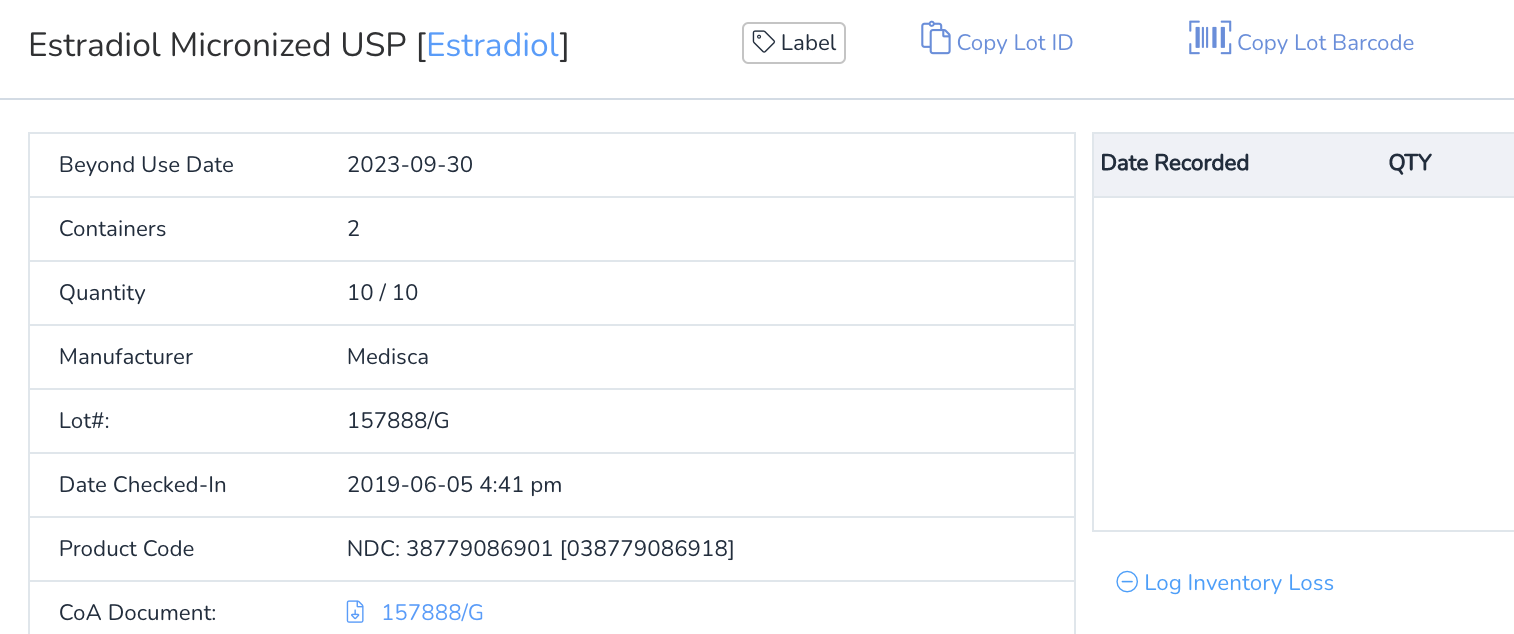 Estradiol Micronized USP [Estradiol]
Label
Copy Lot ID
Copy Lot Barcode
Beyond Use Date 2023-09-30
Containers 2
Quantity 10 / 10
Manufacturer Medisca
Lot#: 157888/G
Date Checked-In 2019-06-05 4:41 pm
Product Code NDC: 38779086901 [038779086918]
CoA Document: 157888/G
Date Recorded QTY
Log Inventory Loss